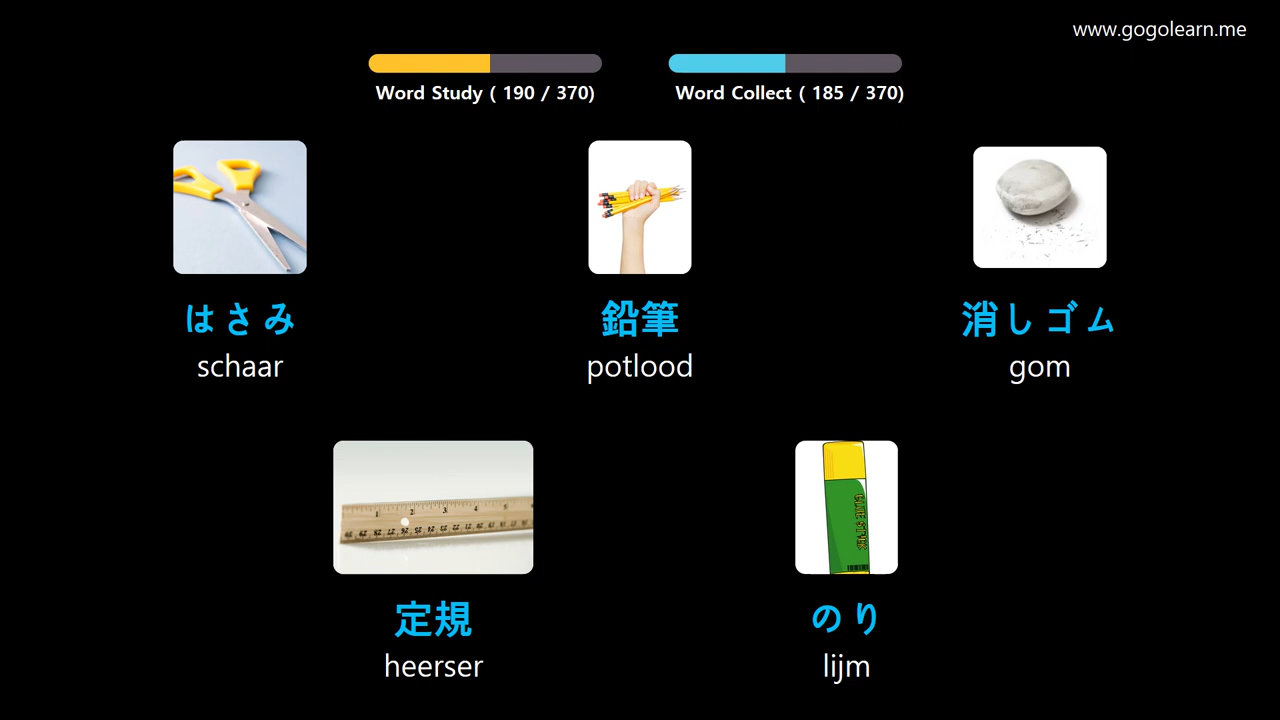 www.gogolearn.me
Word Study ( 190 / 370)
Word Collect ( 185 / 370)
はさみ
schaar
鉛筆
potlood
消しゴム
gom
定規
heerser
のり
lijm